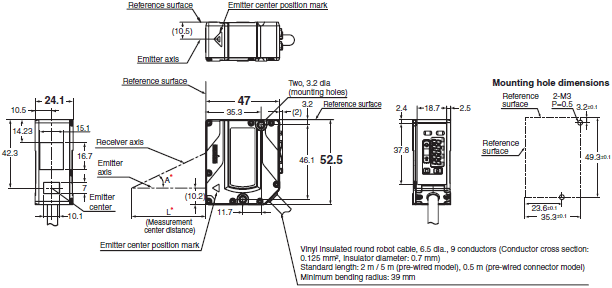 Reference surface
Emitter center position mark
(10.5)
Emitter axis
Reference surface
47
Two, 3.2 dia
(mounting holes)
35.3
(2)
3.2
Reference surface
Mounting hole dimensions
Reference
surface
2-M3
P=0.5
3.2±0.1
24.1
10.5
15.1
14.23
42.3
16.7
7
10.1
Receiver axis
Emitter
axis
Emitter
center
A*
L*
(Measurement
center distance)
(10.2)
11.7
Emitter center position mark
46.1
52.5
2.4
18.7
2.5
37.8
Reference
surface
49.3±0.1
23.6±0.1
35.3±0.1
Vinyl insulated round robot cable, 6.5 dia., 9 conductors (Conductor cross section:
0.125 mm², Insulator diameter: 0.7 mm)
Standard length: 2 m / 5 m (pre-wired model), 0.5 m (pre-wired connector model)
Minimum bending radius: 39 mm